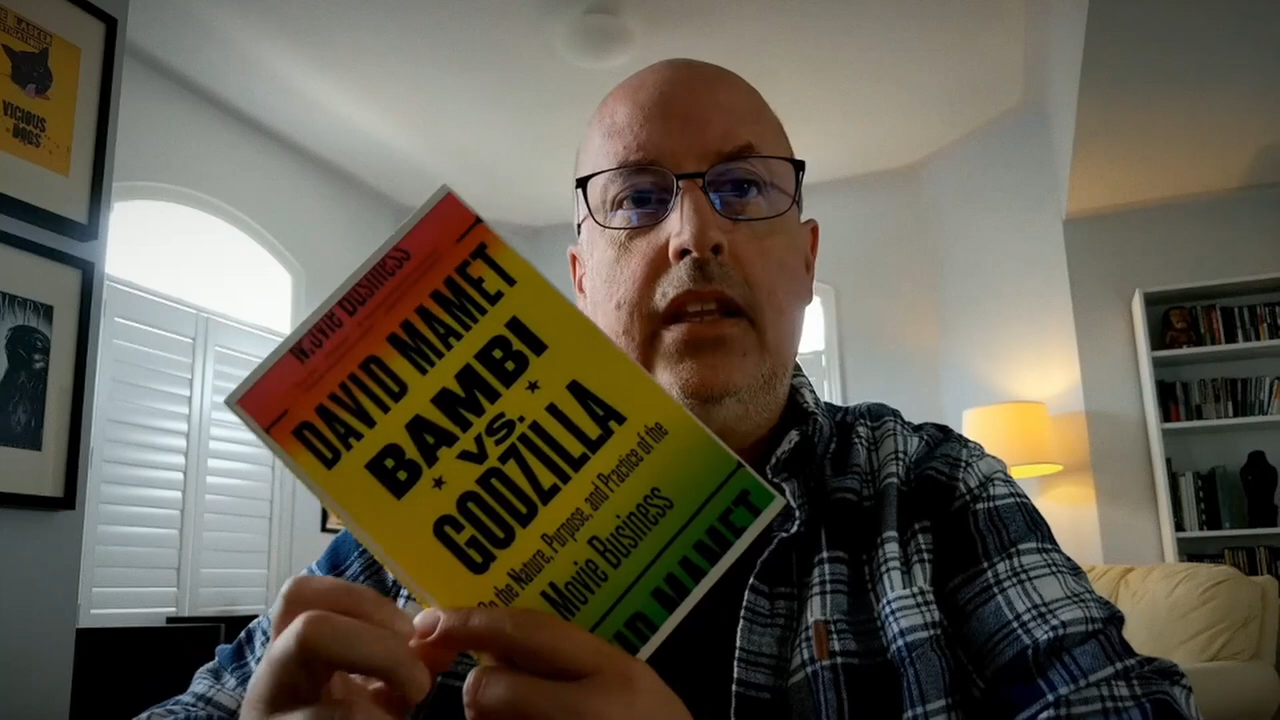 VICIOUS
DOGS
Movie Business
DAVID MAMET
BAMBI
VS.
GODZILLA
On the Nature, Purpose, and Practice of the
Movie Business
MAMET